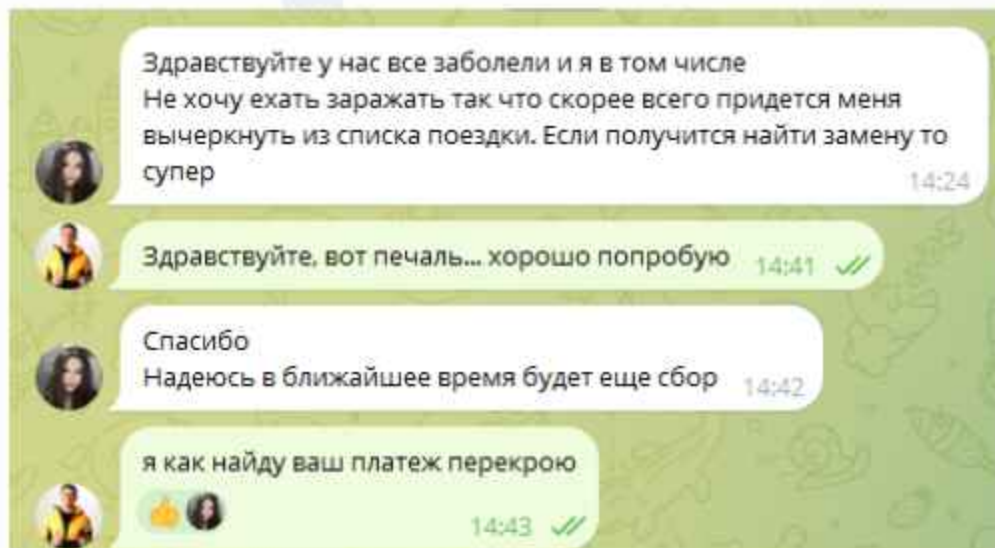 Здравствуйте у нас все заболели и я в том числе
Не хочу ехать заражать так что скорее всего придется меня
вычеркнуть из списка поездки. Если получится найти замену то
супер
14:24
Здравствуйте, вот печаль... хорошо попробую 14:41
Спасибо
Надеюсь в ближайшее время будет еще сбор 14:42
я как найду ваш платеж перекрою
14:43